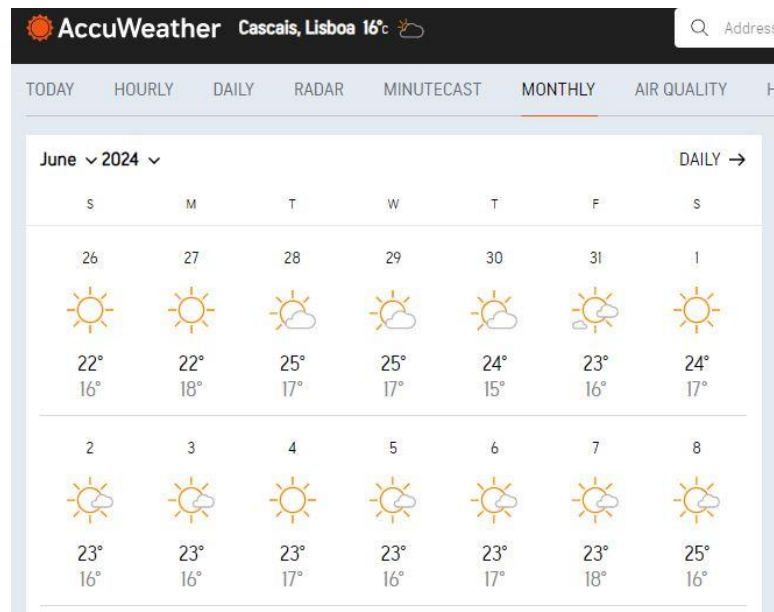 AccuWeather Cascais, Lisboa 16°c Address
TODAY HOURLY DAILY RADAR MINUTECAST MONTHLY AIR QUALITY H
June 2024 DAILY →
S M T W T F S
26 27 28 29 30 31 1
22° 22° 25° 25° 24° 23° 24°
16° 18° 17° 17° 15° 16° 17°
2 3 4 5 6 7 8
23° 23° 23° 23° 23° 23° 25°
16° 16° 17° 16° 17° 18° 16°